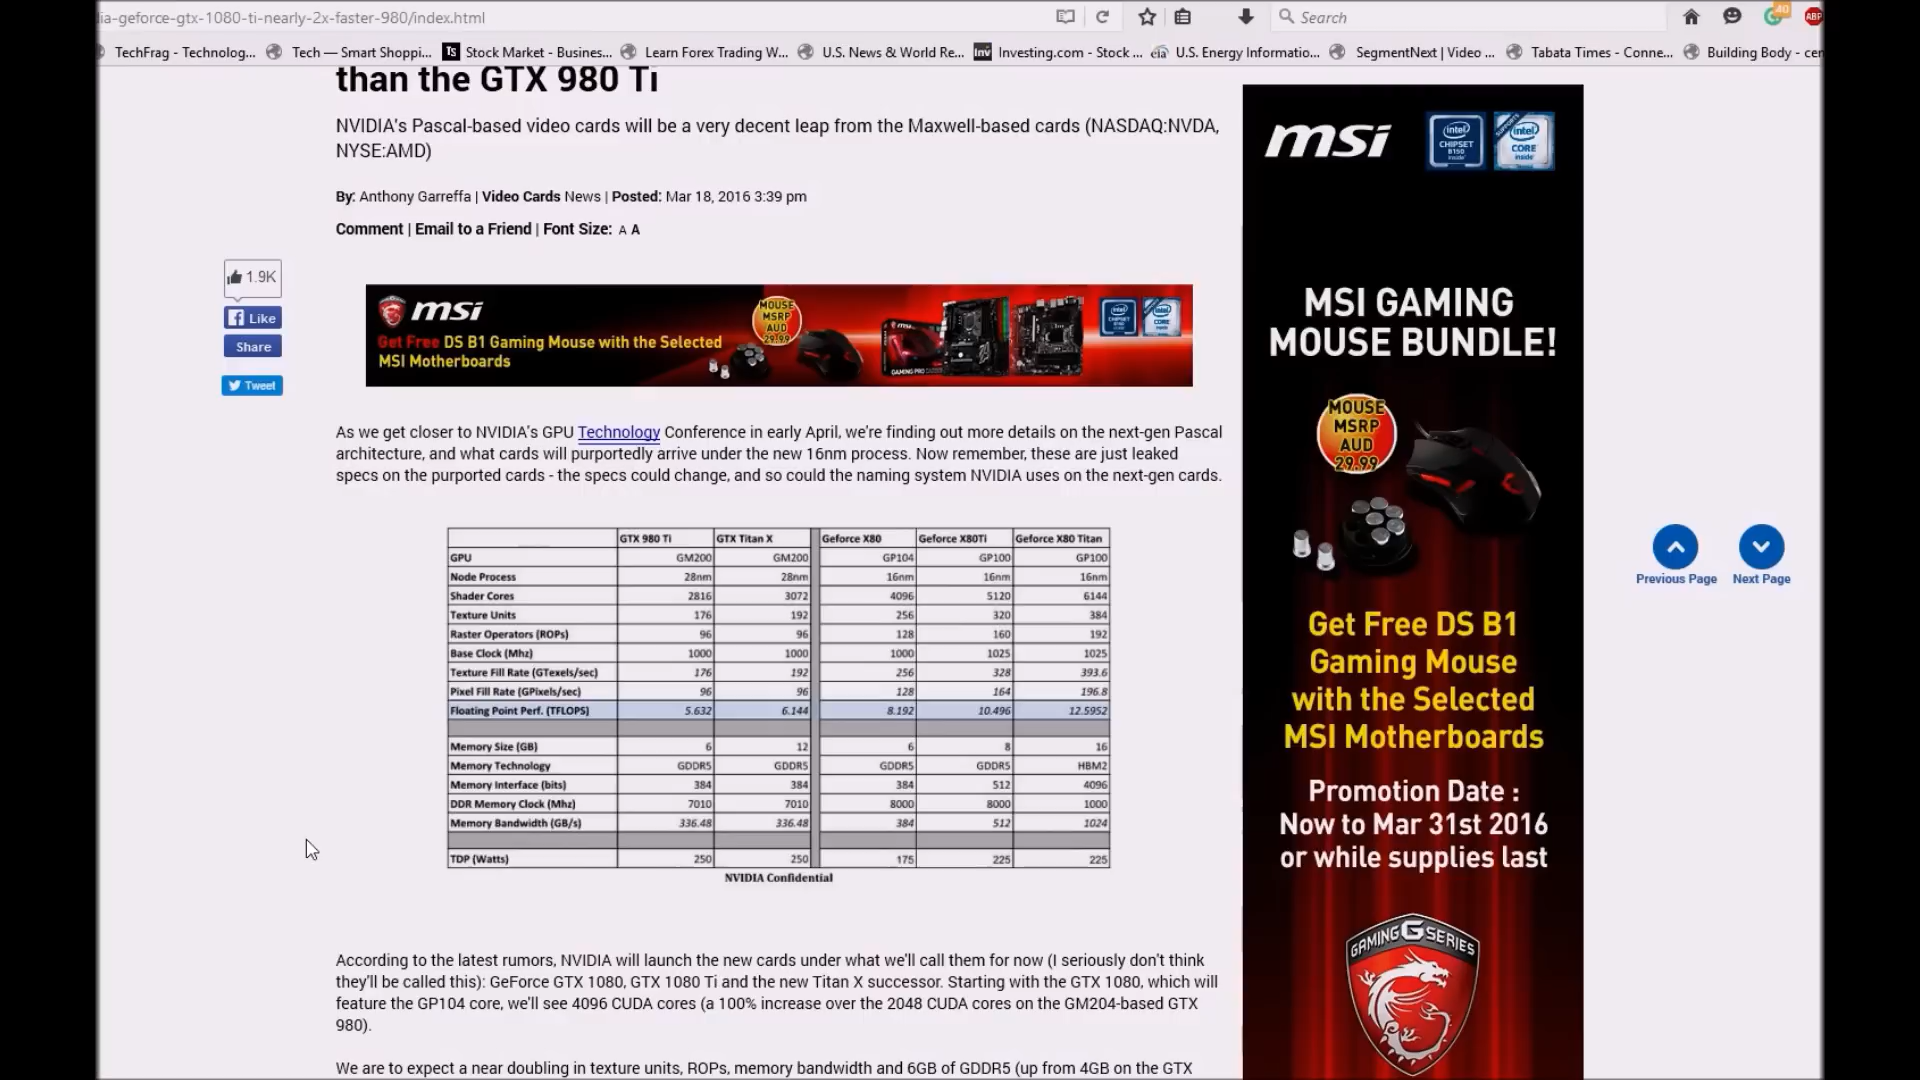 ia-geforce-gtx-1080-ti-nearly-2x-faster-980/index.html
Search
40
ABP
TechFrag - Technolog...
Tech — Smart Shoppi...
Ts Stock Market - Busines...
Learn Forex Trading W...
U.S. News & World Re...
Inv Investing.com - Stock ...
eia U.S. Energy Informatio...
SegmentNext | Video ...
Tabata Times - Conne...
Building Body - cer
than the GTX 980 Ti
NVIDIA's Pascal-based video cards will be a very decent leap from the Maxwell-based cards (NASDAQ:NVDA,
NYSE:AMD)
By: Anthony Garreffa | Video Cards News | Posted: Mar 18, 2016 3:39 pm
Comment | Email to a Friend | Font Size: A A
1.9K
Like
Share
Tweet
msi
Get Free DS B1 Gaming Mouse with the Selected
MSI Motherboards
MOUSE
MSRP
AUD
29.99
As we get closer to NVIDIA's GPU Technology Conference in early April, we're finding out more details on the next-gen Pascal
architecture, and what cards will purportedly arrive under the new 16nm process. Now remember, these are just leaked
specs on the purported cards - the specs could change, and so could the naming system NVIDIA uses on the next-gen cards.
GTX 980 Ti GTX Titan X Geforce X80 Geforce X80Ti Geforce X80 Titan
GPU GM200 GM200 GP104 GP100 GP100
Node Process 28nm 28nm 16nm 16nm 16nm
Shader Cores 2816 3072 4096 5120 6144
Texture Units 176 192 256 320 384
Raster Operators (ROPs) 96 96 128 160 192
Base Clock (Mhz) 1000 1000 1000 1025 1025
Texture Fill Rate (GTexels/sec) 176 192 256 328 393.6
Pixel Fill Rate (GPixels/sec) 96 96 128 164 196.8
Floating Point Perf. (TFLOPS) 5.632 6.144 8.192 10.496 12.5952
Memory Size (GB) 6 12 6 8 16
Memory Technology GDDR5 GDDR5 GDDR5 GDDR5 HBM2
Memory Interface (bits) 384 384 384 512 4096
DDR Memory Clock (Mhz) 7010 7010 8000 8000 1000
Memory Bandwidth (GB/s) 336.48 336.48 384 512 1024
TDP (Watts) 250 250 175 225 225
NVIDIA Confidential
According to the latest rumors, NVIDIA will launch the new cards under what we'll call them for now (I seriously don't think
they'll be called this): GeForce GTX 1080, GTX 1080 Ti and the new Titan X successor. Starting with the GTX 1080, which will
feature the GP104 core, we'll see 4096 CUDA cores (a 100% increase over the 2048 CUDA cores on the GM204-based GTX
980).
We are to expect a near doubling in texture units, ROPs, memory bandwidth and 6GB of GDDR5 (up from 4GB on the GTX
msi
intel
CHIPSET
B150
inside
SUPPORTS
intel
CORE
inside
MSI GAMING
MOUSE BUNDLE!
MOUSE
MSRP
AUD
29.99
Get Free DS B1
Gaming Mouse
with the Selected
MSI Motherboards
Promotion Date :
Now to Mar 31st 2016
or while supplies last
GAMING G SERIES
Previous Page
Next Page